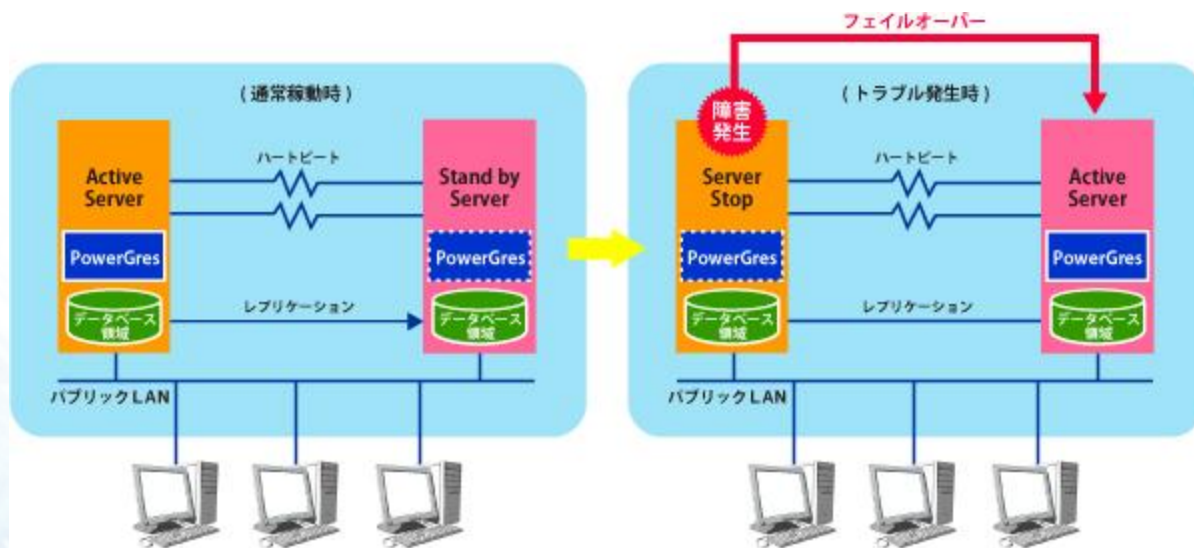 フェイルオーバー
(通常稼動時)
Active
Server
ハートビート
Stand by
Server
PowerGres
PowerGres
データベース
領域
レプリケーション
データベース
領域
パブリックLAN
(トラブル発生時)
障害
発生
Server
Stop
ハートビート
Active
Server
PowerGres
PowerGres
データベース
領域
レプリケーション
データベース
領域
パブリックLAN